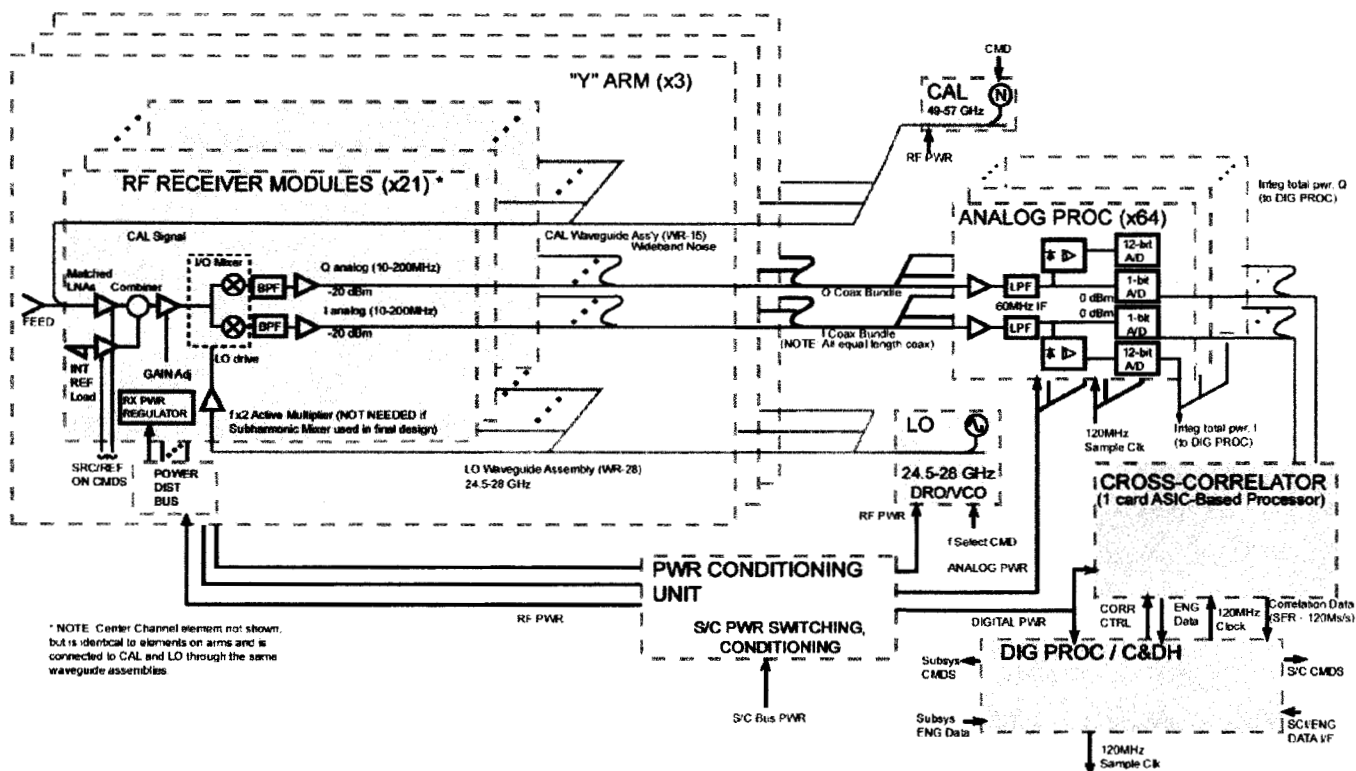 "Y" ARM (x3)
RF RECEIVER MODULES (x21) *
CAL Signal
Matched
LNAs
Combiner
I/O Mixer
FEED
INT
REF
Load
GAIN Adj
RX PWR
REGULATOR
SRC/REF
ON CMDS
POWER
DIST
BUS
LO drive
BPF
BPF
Q analog (10-200MHz)
-20 dBm
I analog (10-200MHz)
-20 dBm
f x2 Active Multiplier (NOT NEEDED if
Subharmonic Mixer used in final design)
CAL Waveguide Ass'y (WR-15)
Wideband Noise
LO Waveguide Assembly (WR-28)
24.5-28 GHz
CMD
CAL
N
49-57 GHz
RF PWR
Q Coax Bundle
I Coax Bundle
(NOTE All equal length coax)
ANALOG PROC (x64)
LPF
60MHz IF
LPF
0 dBm
0 dBm
12-bit
A/D
1-bit
A/D
1-bit
A/D
12-bit
A/D
Integ total pwr. Q
(to DIG PROC)
120MHz
Sample Clk
Integ total pwr. I
(to DIG PROC)
LO
24.5-28 GHz
DRO/VCO
RF PWR
f Select CMD
ANALOG PWR
CROSS-CORRELATOR
(1 card ASIC-Based Processor)
PWR CONDITIONING
UNIT
S/C PWR SWITCHING,
CONDITIONING
S/C Bus PWR
RF PWR
DIGITAL PWR
CORR
CTRL
ENG
Data
120MHz
Clock
Correlation Data
(SER - 120Ms/s)
DIG PROC / C&DH
Subsys
CMDS
S/C CMDS
Subsys
ENG Data
SCI/ENG
DATA I/F
120MHz
Sample Clk
* NOTE Center Channel element not shown,
but is identical to elements on arms and is
connected to CAL and LO through the same
waveguide assemblies